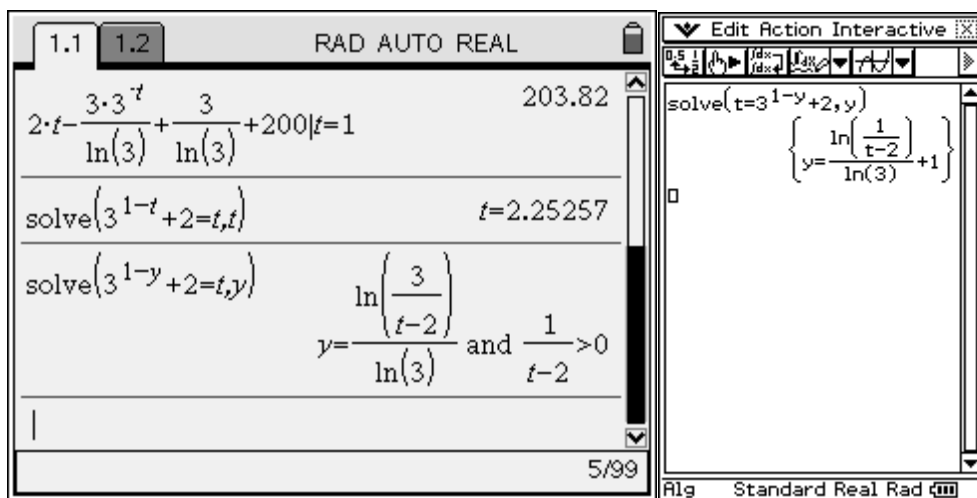 1.1 1.2 RAD AUTO REAL
2·t-(3·3^-t)/(ln(3))+3/(ln(3))+200|t=1 203.82
solve(3^(1-t)+2=t,t) t=2.25257
solve(3^(1-y)+2=t,y) y=ln(3/(t-2))/ln(3) and 1/(t-2)>0
5/99
Edit Action Interactive
solve(t=3^(1-y)+2,y)
{y=ln(1/(t-2))/ln(3)+1}
Alg Standard Real Rad